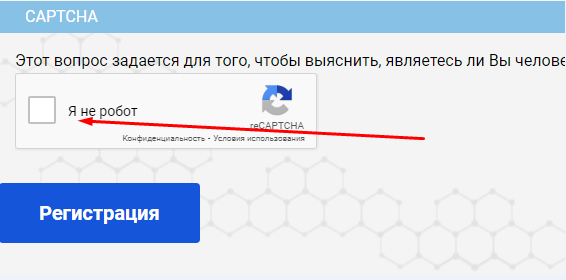 CAPTCHA
Этот вопрос задается для того, чтобы выяснить, являетесь ли Вы челове
Я не робот
reCAPTCHA
Конфиденциальность - Условия использования
Регистрация